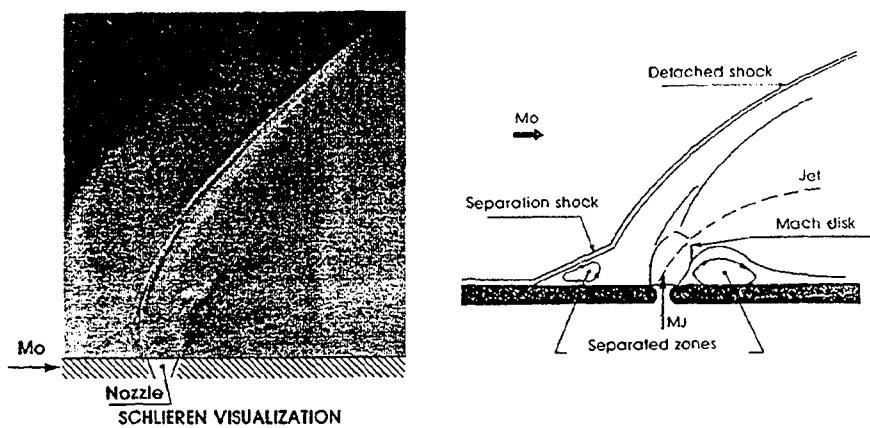 Mo
Nozzle
SCHLIEREN VISUALIZATION
Detached shock
Mo
Jet
Separation shock
Mach disk
MJ
Separated zones